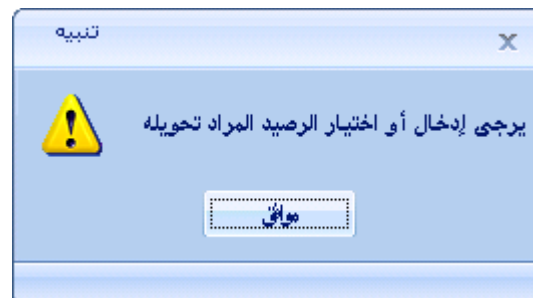 تنبيه
يرجى إدخال أو اختيار الرصيد المراد تحويله
موافق